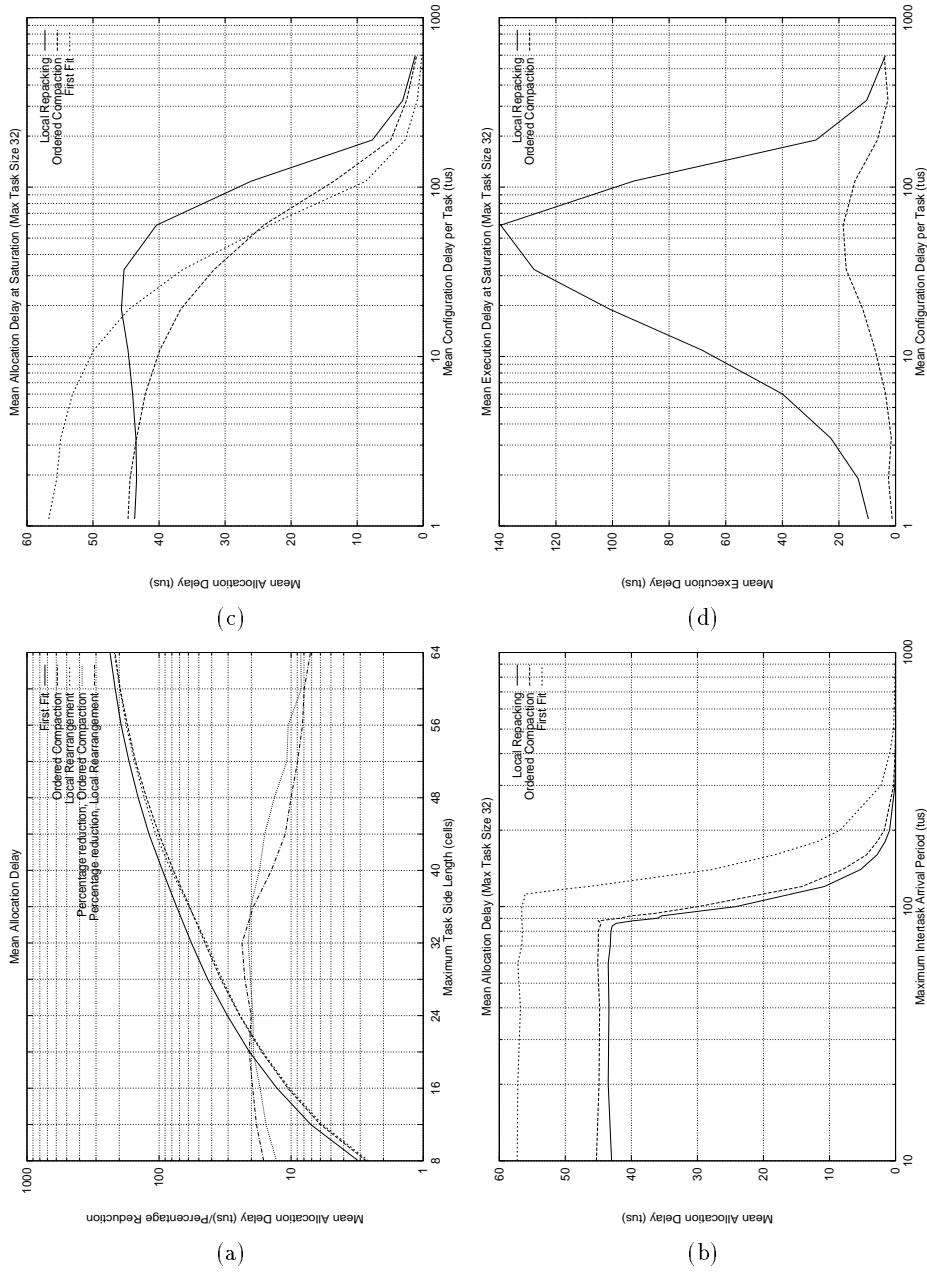 Mean Allocation Delay
Mean Allocation Delay (tus)/Percentage Reduction
1000
100
10
1
8
16
24
32
40
48
56
64
Maximum Task Side Length (cells)
First Fit
Ordered Compaction
Local Rearrangement
Percentage reduction, Ordered Compaction
Percentage reduction, Local Rearrangement
(a)
Mean Allocation Delay (Max Task Size 32)
Mean Allocation Delay (tus)
60
50
40
30
20
10
0
10
100
1000
Maximum Intertask Arrival Period (tus)
Local Repacking
Ordered Compaction
First Fit
(b)
Mean Allocation Delay at Saturation (Max Task Size 32)
Mean Allocation Delay (tus)
60
50
40
30
20
10
0
1
10
100
1000
Mean Configuration Delay per Task (tus)
Local Repacking
Ordered Compaction
First Fit
(c)
Mean Execution Delay at Saturation (Max Task Size 32)
Mean Execution Delay (tus)
140
120
100
80
60
40
20
0
1
10
100
1000
Mean Configuration Delay per Task (tus)
Local Repacking
Ordered Compaction
(d)